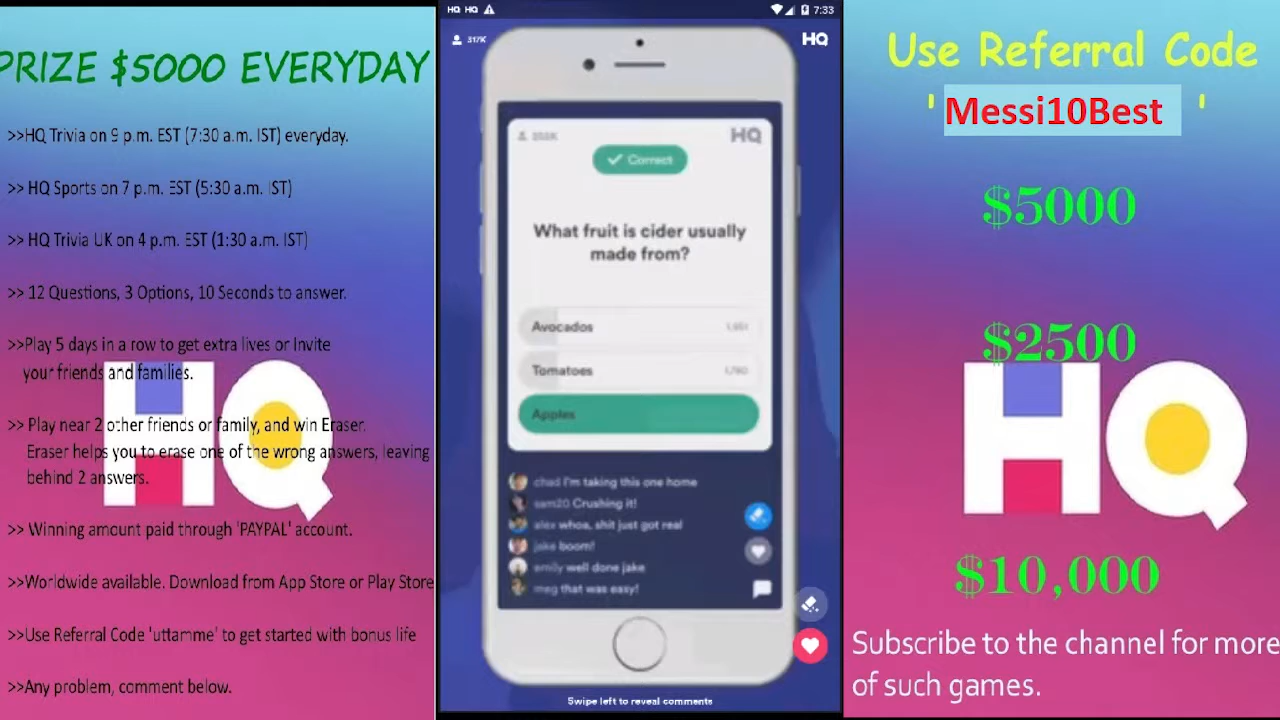 PRIZE $5000 EVERYDAY
>>HQ Trivia on 9 p.m. EST (7:30 a.m. IST) everyday.
>> HQ Sports on 7 p.m. EST (5:30 a.m. IST)
>> HQ Trivia UK on 4 p.m. EST (1:30 a.m. IST)
>> 12 Questions, 3 Options, 10 Seconds to answer.
>>Play 5 days in a row to get extra lives or Invite
your friends and families.
>> Play near 2 other friends or family, and win Eraser.
Eraser helps you to erase one of the wrong answers, leaving
behind 2 answers.
>> Winning amount paid through 'PAYPAL' account.
>>Worldwide available. Download from App Store or Play Store
>>Use Referral Code 'uttamme' to get started with bonus life
>>Any problem, comment below.
HQ
HQ HQ 7:33
317K HQ
HQ
Correct
What fruit is cider usually
made from?
Avocados
Tomatoes
Apples
chad I'm taking this one home
sam20 Crushing it!
alex whoa, shit just got real
jake boom!
emily well done jake
meg that was easy!
Swipe left to reveal comments
Use Referral Code
' Messi10Best '
$5000
$2500
HQ
$10,000
Subscribe to the channel for more
of such games.